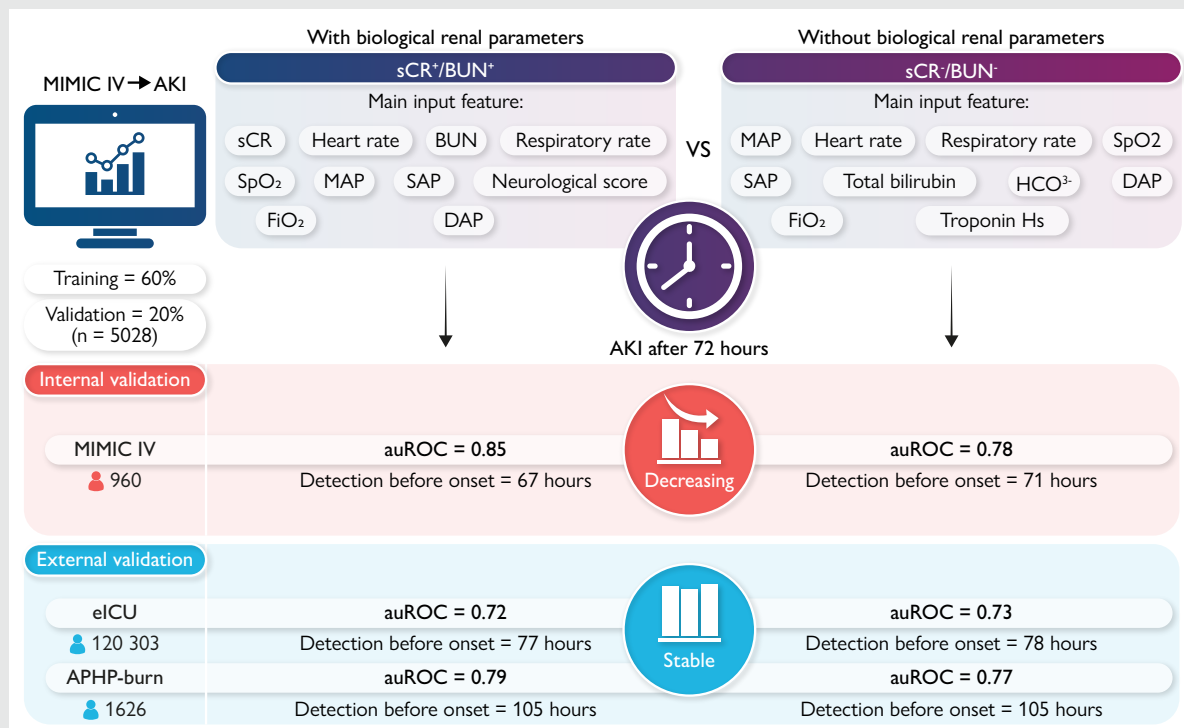 With biological renal parameters
Without biological renal parameters
MIMIC IV → AKI
sCR⁺/BUN⁺
sCR⁻/BUN⁻
Main input feature:
Main input feature:
sCR Heart rate BUN Respiratory rate
SpO₂ MAP SAP Neurological score
FiO₂ DAP
VS
MAP Heart rate Respiratory rate SpO2
SAP Total bilirubin HCO³⁻ DAP
FiO₂ Troponin Hs
Training = 60%
Validation = 20%
(n = 5028)
AKI after 72 hours
Internal validation
MIMIC IV
960
auROC = 0.85
Detection before onset = 67 hours
Decreasing
auROC = 0.78
Detection before onset = 71 hours
External validation
eICU
120 303
auROC = 0.72
Detection before onset = 77 hours
Stable
auROC = 0.73
Detection before onset = 78 hours
APHP-burn
1626
auROC = 0.79
Detection before onset = 105 hours
auROC = 0.77
Detection before onset = 105 hours